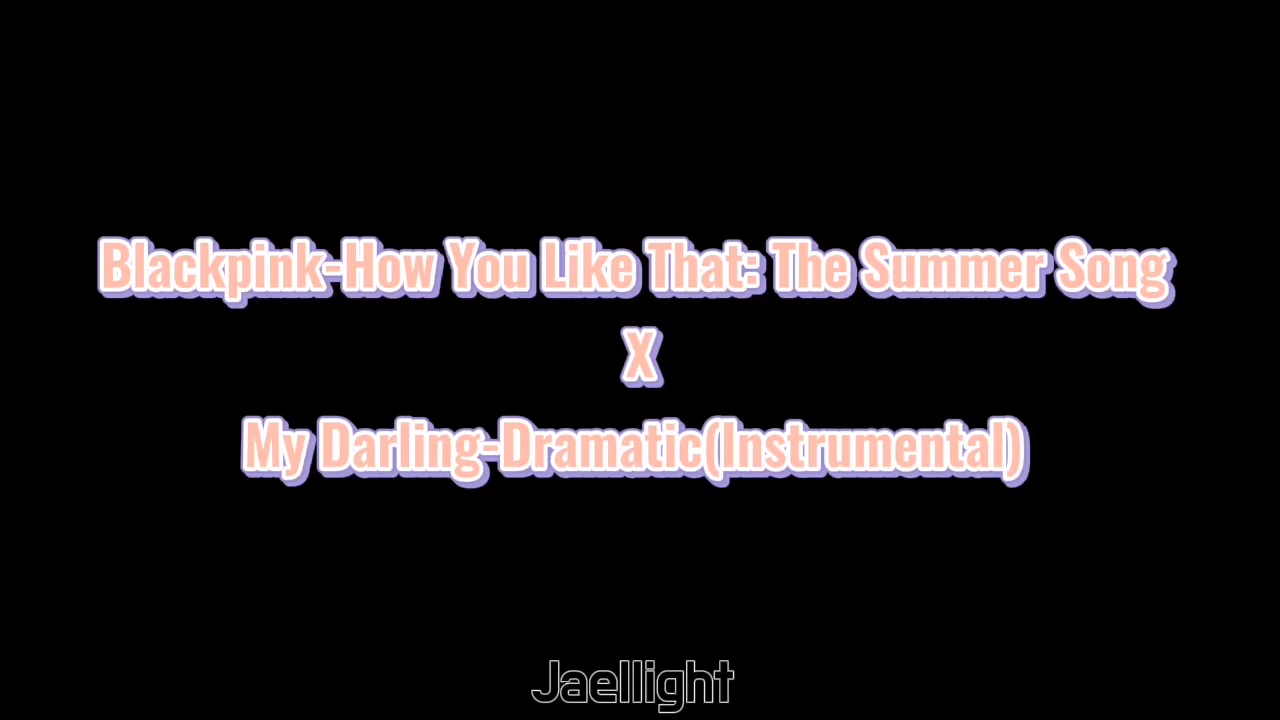 Blackpink-How You Like That: The Summer Song
X
My Darling-Dramatic(Instrumental)
Jaellight